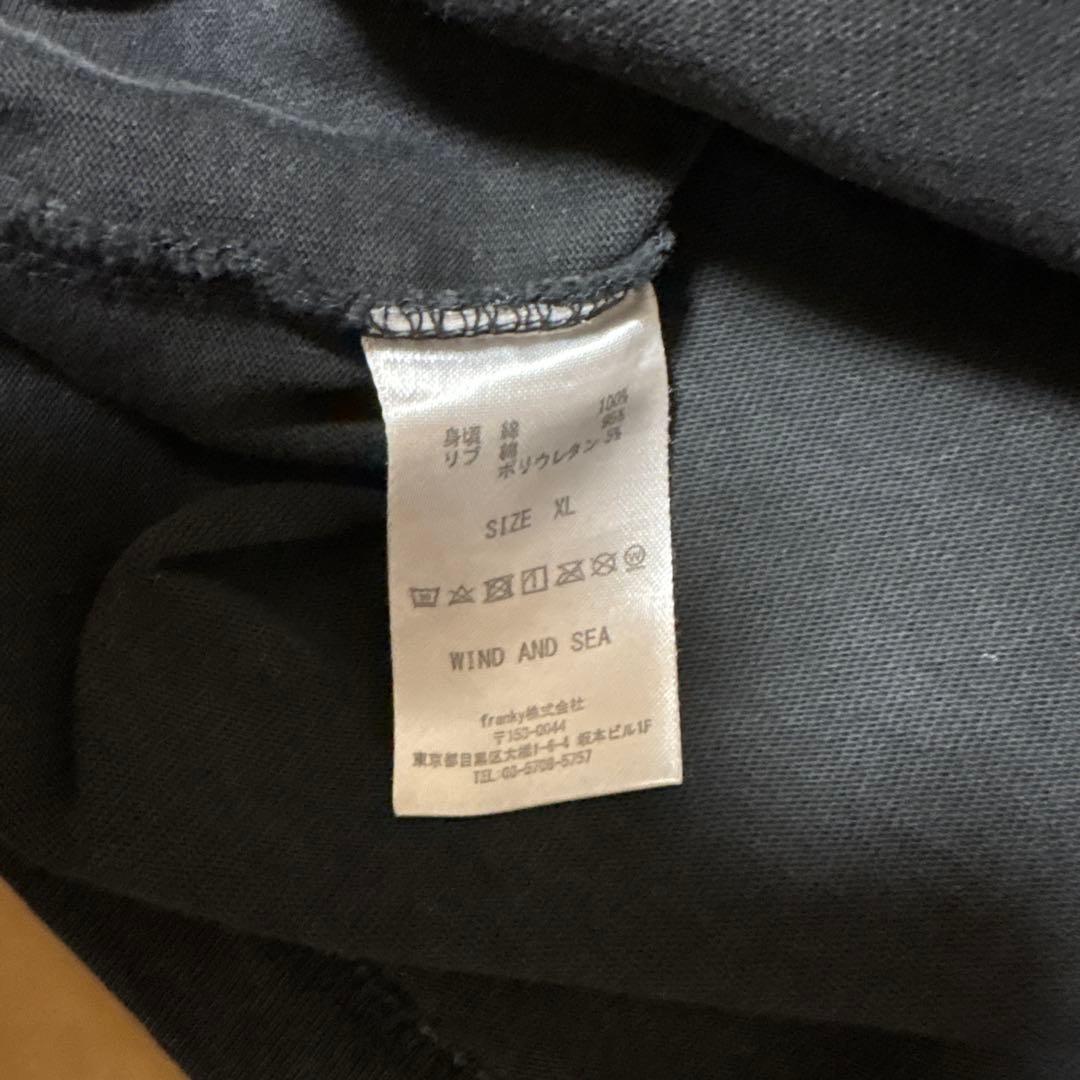 身頃 綿 100%
リブ 綿 95%
ポリウレタン 5%
SIZE XL
WIND AND SEA
franky株式会社
〒153-0044
東京都目黒区大橋1-6-4 坂本ビル1F
TEL:03-5708-5757